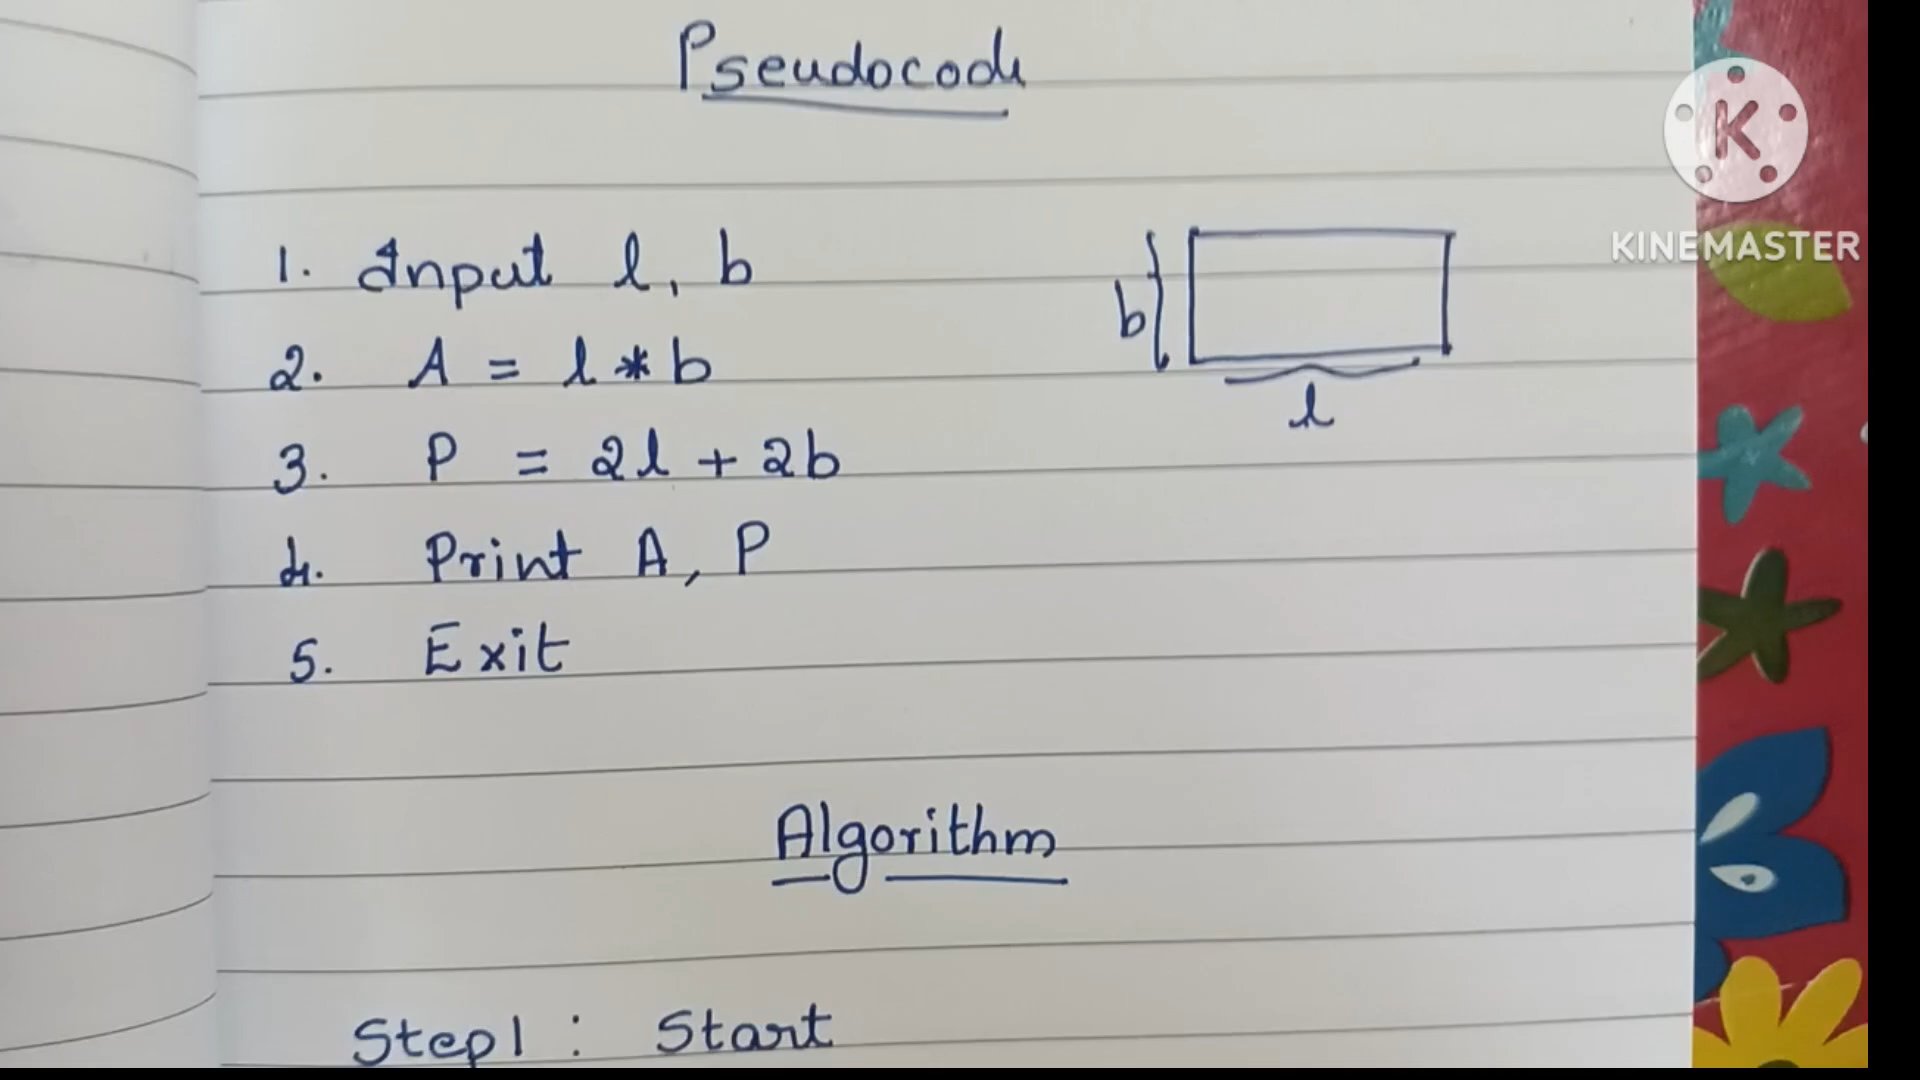 Pseudocode
1. Input l, b
2. A = l * b
3. P = 2l + 2b
4. Print A, P
5. Exit
b
l
Algorithm
Step1 : Start
K
KINEMASTER